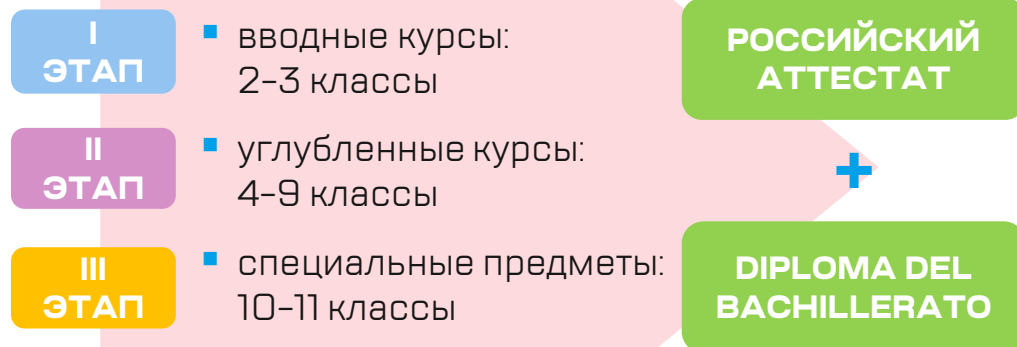 I
ЭТАП
▪ вводные курсы:
2–3 классы
II
ЭТАП
▪ углубленные курсы:
4–9 классы
III
ЭТАП
▪ специальные предметы:
10–11 классы
РОССИЙСКИЙ
АТТЕСТАТ
+
DIPLOMA DEL
BACHILLERATO